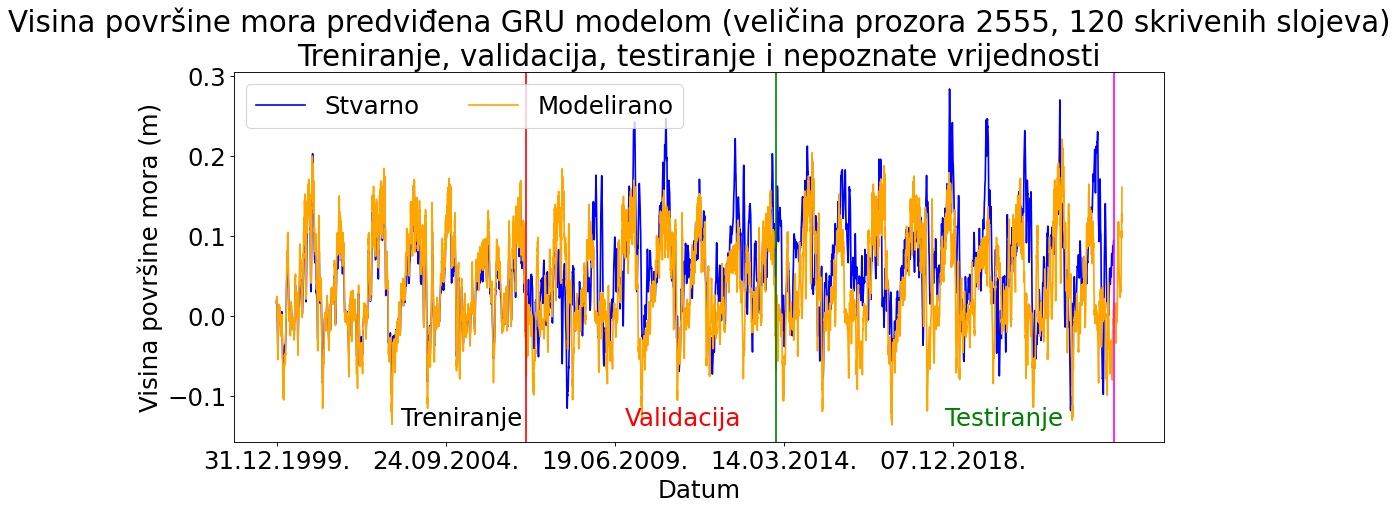 Visina površine mora predviđena GRU modelom (veličina prozora 2555, 120 skrivenih slojeva)
Treniranje, validacija, testiranje i nepoznate vrijednosti
Stvarno
Modelirano
Visina površine mora (m)
0.3
0.2
0.1
0.0
−0.1
Treniranje
Validacija
Testiranje
31.12.1999.
24.09.2004.
19.06.2009.
14.03.2014.
07.12.2018.
Datum